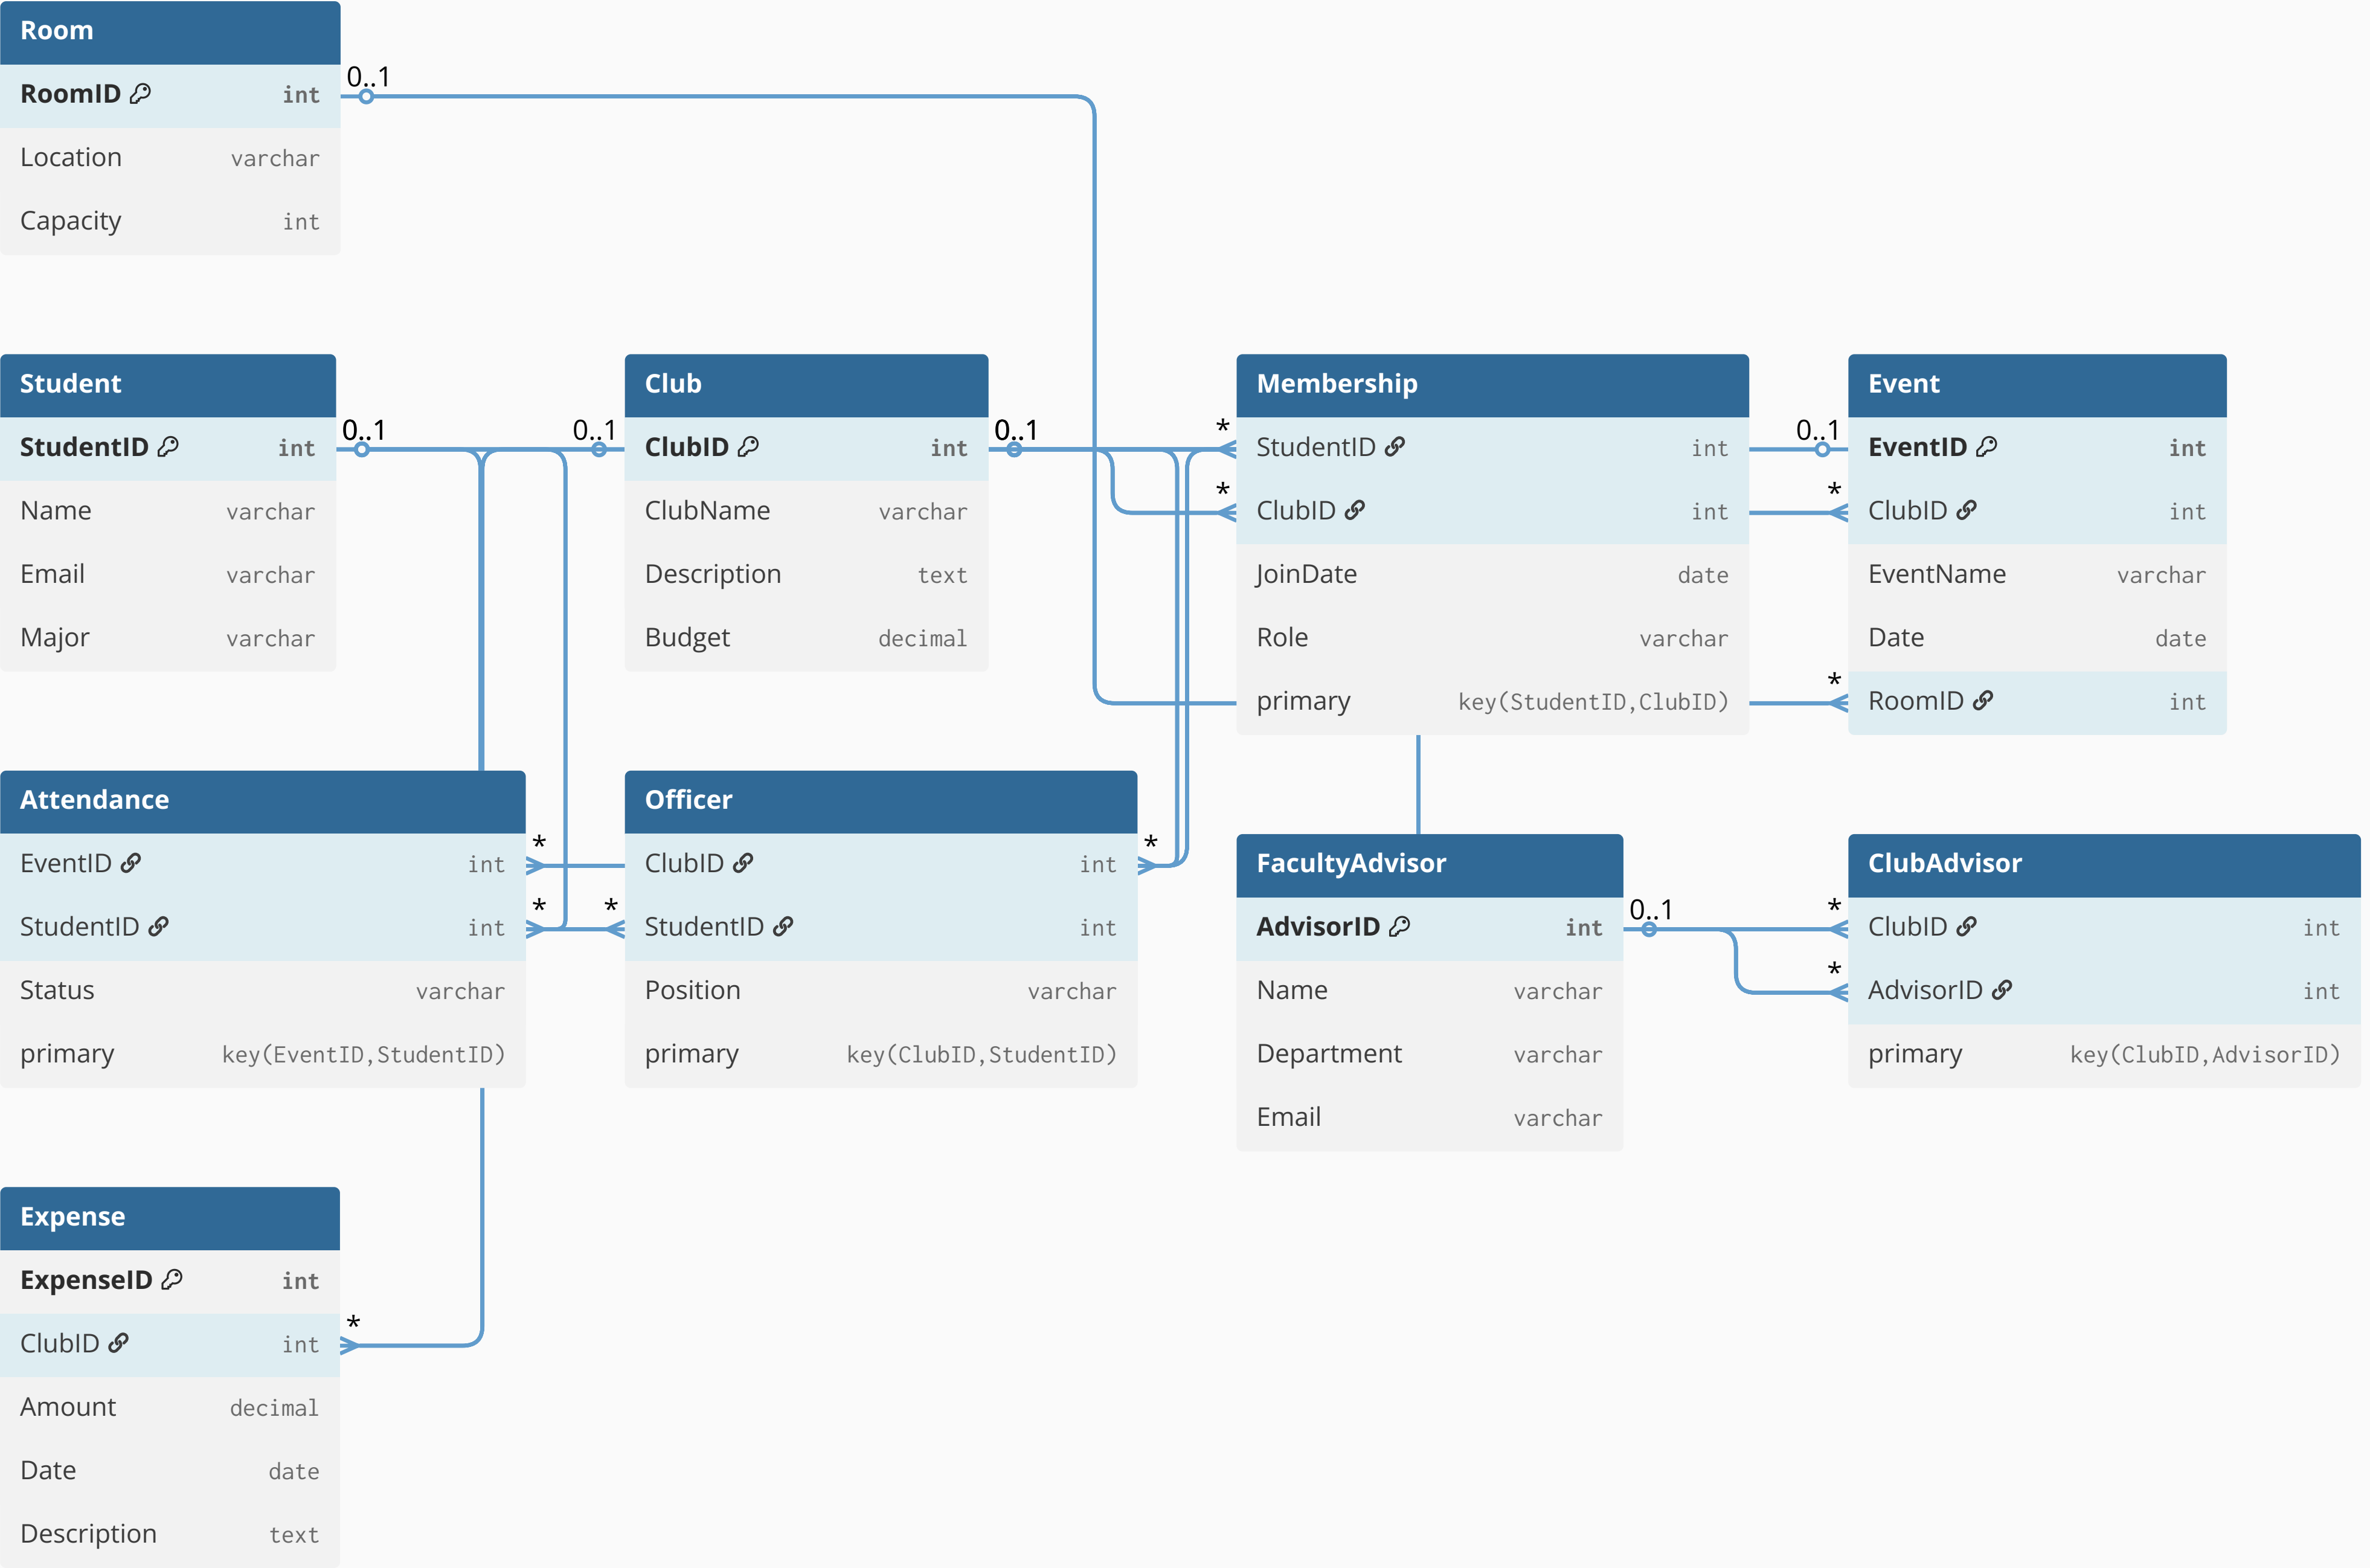 Room
RoomID int
Location varchar
Capacity int
0..1
Student
StudentID int
Name varchar
Email varchar
Major varchar
0..1
0..1
Club
ClubID int
ClubName varchar
Description text
Budget decimal
0..1
*
*
Membership
StudentID int
ClubID int
JoinDate date
Role varchar
primary key(StudentID,ClubID)
0..1
*
*
Event
EventID int
ClubID int
EventName varchar
Date date
RoomID int
Attendance
EventID int
StudentID int
Status varchar
primary key(EventID,StudentID)
*
*
*
Officer
ClubID int
StudentID int
Position varchar
primary key(ClubID,StudentID)
*
FacultyAdvisor
AdvisorID int
Name varchar
Department varchar
Email varchar
0..1
*
*
ClubAdvisor
ClubID int
AdvisorID int
primary key(ClubID,AdvisorID)
Expense
ExpenseID int
ClubID int
Amount decimal
Date date
Description text
*